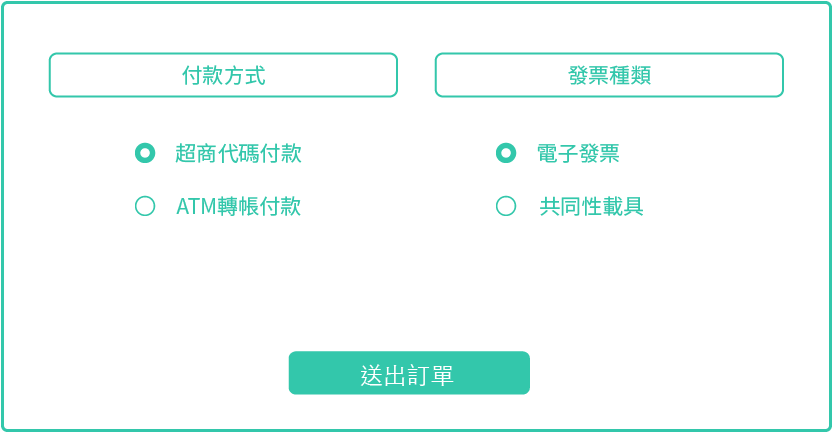 付款方式
發票種類
超商代碼付款
電子發票
ATM轉帳付款
共同性載具
送出訂單